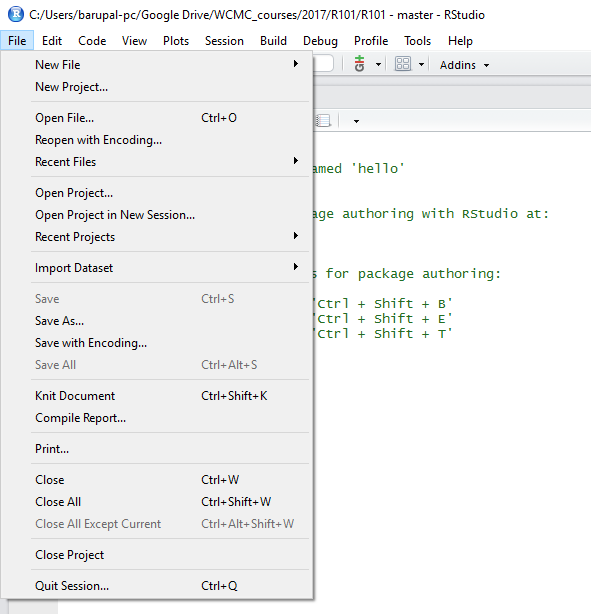 C:/Users/barupal-pc/Google Drive/WCMC_courses/2017/R101/R101 - master - RStudio
File Edit Code View Plots Session Build Debug Profile Tools Help
Addins
New File
New Project...
Open File... Ctrl+O
Reopen with Encoding...
Recent Files
Open Project...
Open Project in New Session...
Recent Projects
Import Dataset
Save Ctrl+S
Save As...
Save with Encoding...
Save All Ctrl+Alt+S
Knit Document Ctrl+Shift+K
Compile Report...
Print...
Close Ctrl+W
Close All Ctrl+Shift+W
Close All Except Current Ctrl+Alt+Shift+W
Close Project
Quit Session... Ctrl+Q
amed 'hello'
age authoring with RStudio at:
s for package authoring:
'Ctrl + Shift + B'
'Ctrl + Shift + E'
'Ctrl + Shift + T'